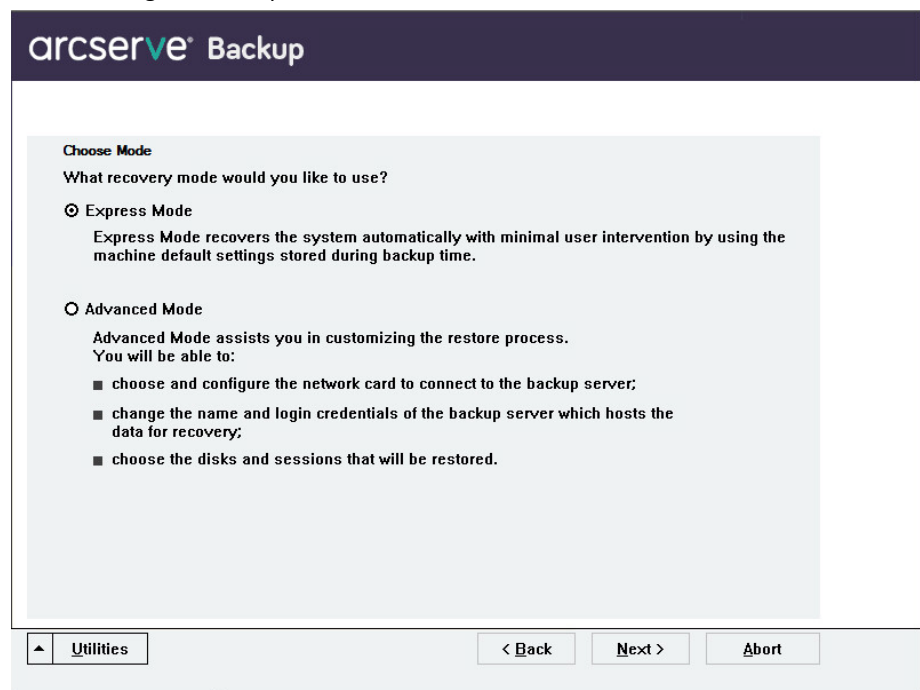 arcserve® Backup
Choose Mode
What recovery mode would you like to use?
Express Mode
Express Mode recovers the system automatically with minimal user intervention by using the
machine default settings stored during backup time.
Advanced Mode
Advanced Mode assists you in customizing the restore process.
You will be able to:
choose and configure the network card to connect to the backup server;
change the name and login credentials of the backup server which hosts the
data for recovery;
choose the disks and sessions that will be restored.
Utilities
< Back
Next >
Abort